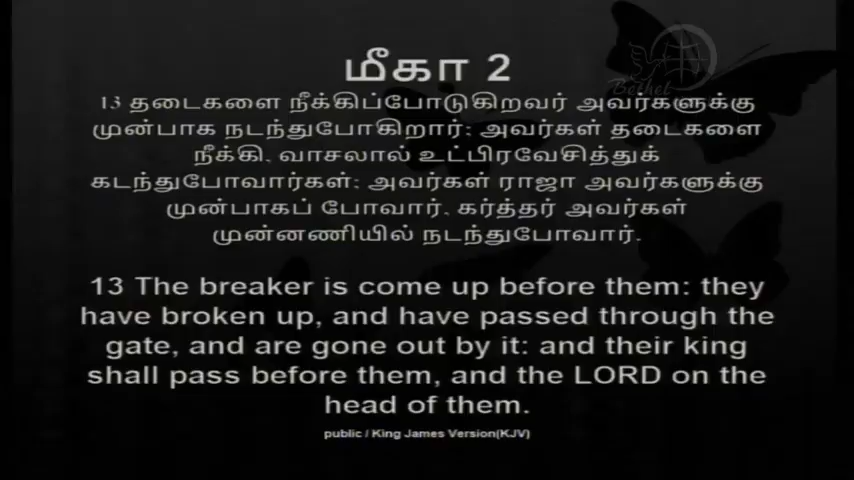 Bethel
மீகா 2
13 தடைகளை நீக்கிப்போடுகிறவர் அவர்களுக்கு
முன்பாக நடந்துபோகிறார்; அவர்கள் தடைகளை
நீக்கி, வாசலால் உட்பிரவேசித்துக்
கடந்துபோவார்கள்; அவர்கள் ராஜா அவர்களுக்கு
முன்பாகப் போவார், கர்த்தர் அவர்கள்
முன்னணியில் நடந்துபோவார்.
13 The breaker is come up before them: they
have broken up, and have passed through the
gate, and are gone out by it: and their king
shall pass before them, and the LORD on the
head of them.
public / King James Version(KJV)